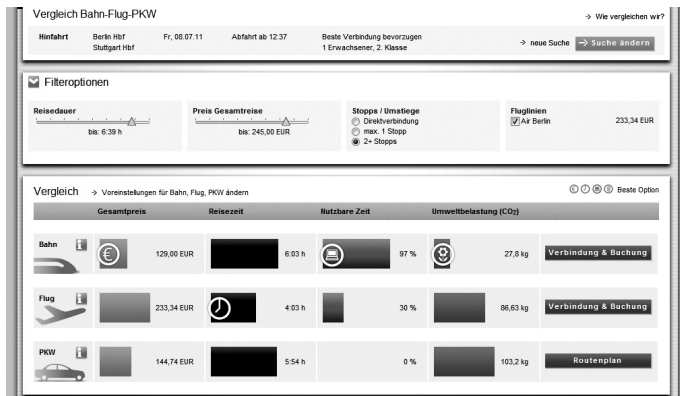 Vergleich Bahn-Flug-PKW
→ Wie vergleichen wir?
Hinfahrt Berlin Hbf Fr, 08.07.11 Abfahrt ab 12:37 Beste Verbindung bevorzugen
Stuttgart Hbf 1 Erwachsener, 2. Klasse → neue Suche → Suche ändern
Filteroptionen
Reisedauer Preis Gesamtreise Stopps / Umstiege Fluglinien
Direktverbindung Air Berlin 233,34 EUR
bis: 6:39 h bis: 245,00 EUR max. 1 Stopp
2+ Stopps
Vergleich → Voreinstellungen für Bahn, Flug, PKW ändern Beste Option
Gesamtpreis Reisezeit Nutzbare Zeit Umweltbelastung (CO2)
Bahn i € 129,00 EUR 6:03 h 97 % 27,8 kg Verbindung & Buchung
Flug i 233,34 EUR 4:03 h 30 % 86,63 kg Verbindung & Buchung
PKW i 144,74 EUR 5:54 h 0 % 103,2 kg Routenplan